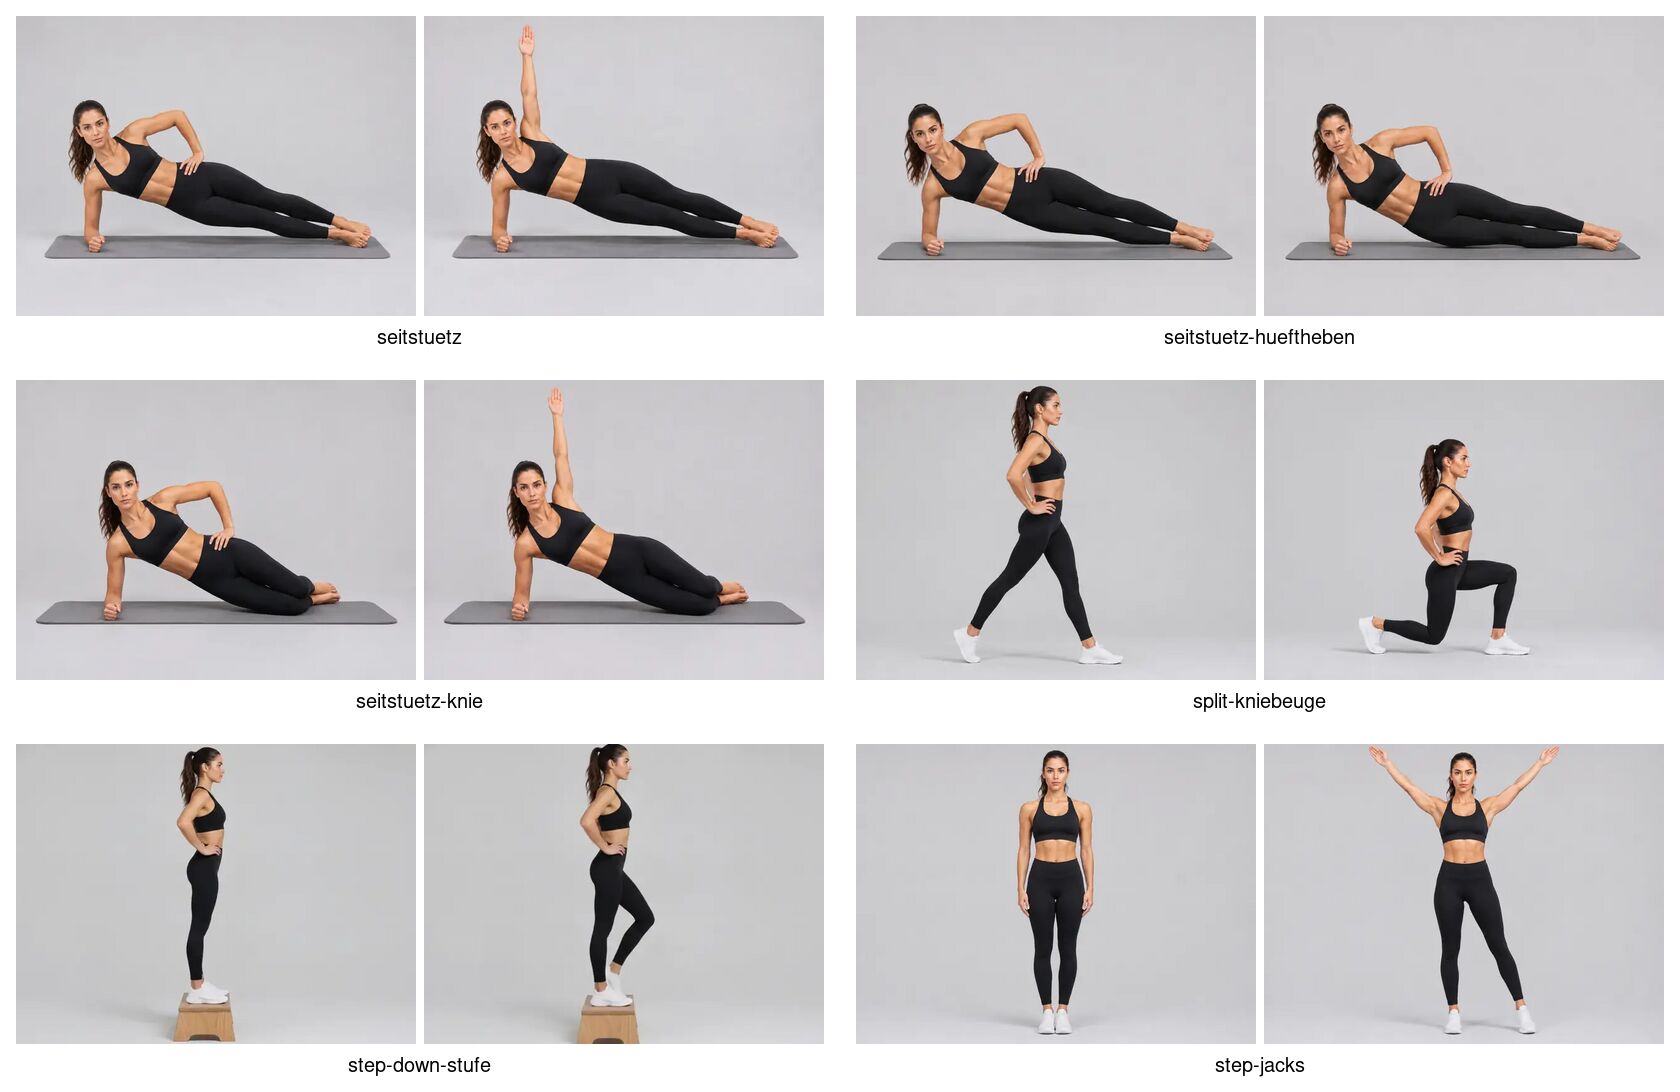 seitstuetz
seitstuetz-hueftheben
seitstuetz-knie
split-kniebeuge
step-down-stufe
step-jacks